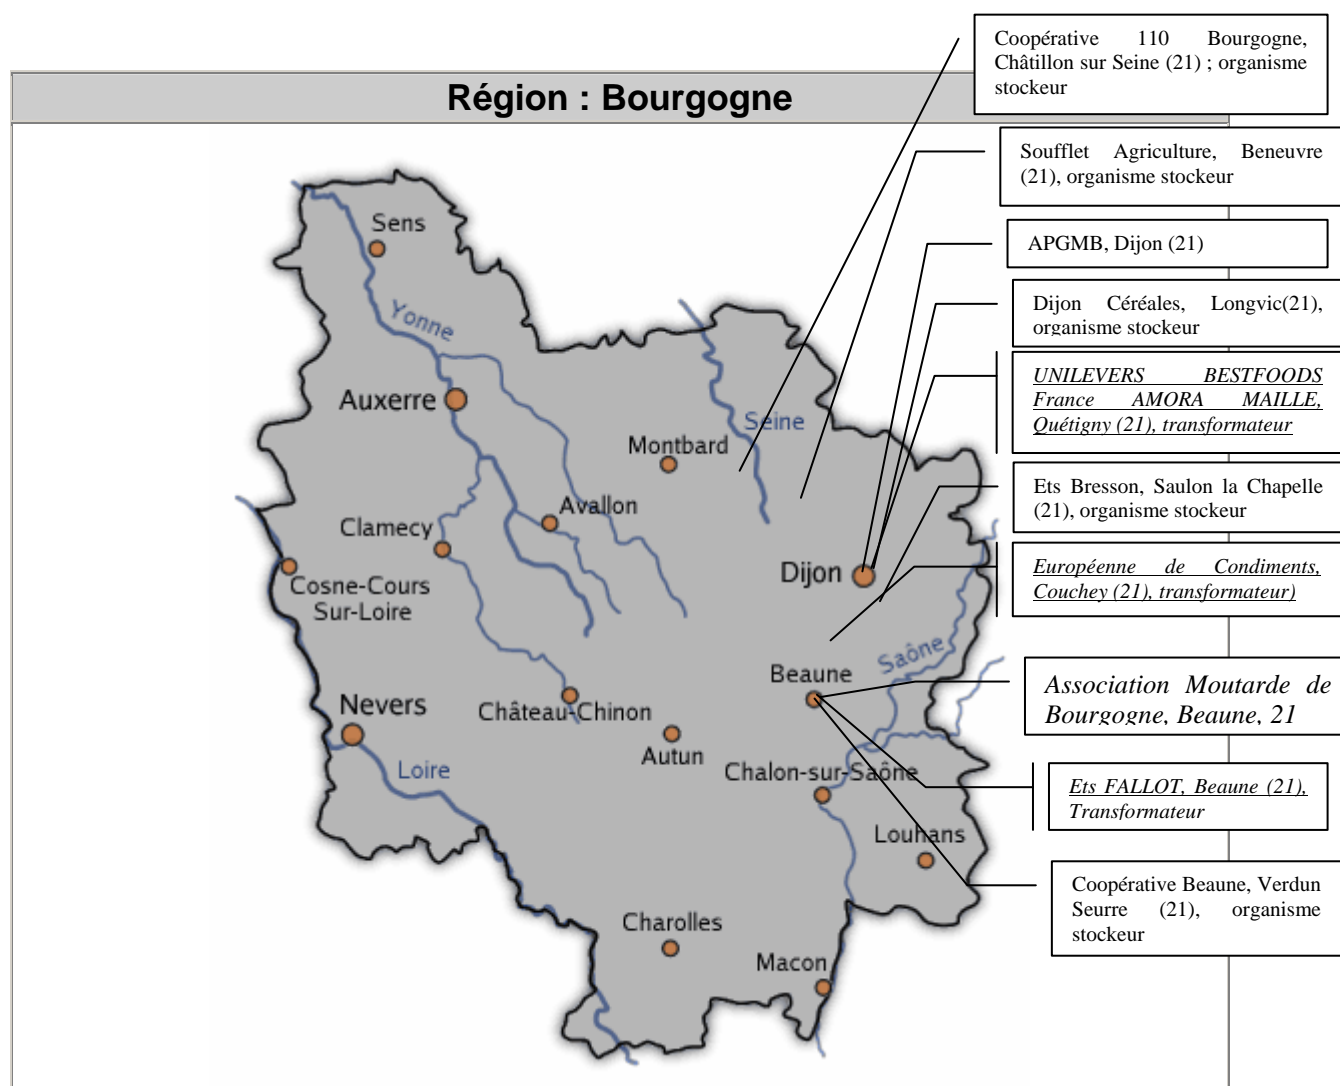 Coopérative 110 Bourgogne,
Châtillon sur Seine (21) ; organisme
stockeur
Région : Bourgogne
Soufflet Agriculture, Beneuvre
(21), organisme stockeur
APGMB, Dijon (21)
Dijon Céréales, Longvic(21),
organisme stockeur
UNILEVERS BESTFOODS
France AMORA MAILLE,
Quétigny (21), transformateur
Ets Bresson, Saulon la Chapelle
(21), organisme stockeur
Européenne de Condiments,
Couchey (21), transformateur)
Association Moutarde de
Bourgogne, Beaune, 21
Ets FALLOT, Beaune (21),
Transformateur
Coopérative Beaune, Verdun
Seurre (21), organisme
stockeur
Sens
Yonne
Auxerre
Seine
Montbard
Avallon
Clamecy
Dijon
Cosne-Cours
Sur-Loire
Saône
Beaune
Nevers
Château-Chinon
Autun
Loire
Chalon-sur-Saône
Louhans
Charolles
Macon